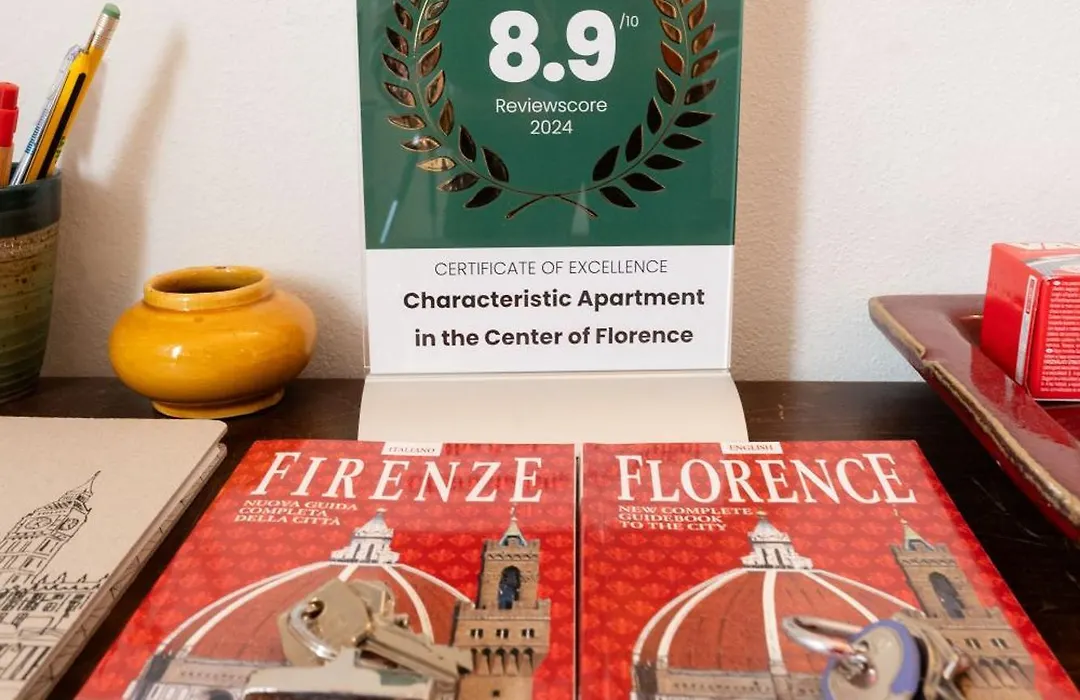 8.9/10
Reviewscore
2024
CERTIFICATE OF EXCELLENCE
Characteristic Apartment
in the Center of Florence
ITALIANO
FIRENZE
NUOVA GUIDA
COMPLETA
DELLA CITTÀ
ENGLISH
FLORENCE
NEW COMPLETE
GUIDEBOOK
TO THE CITY